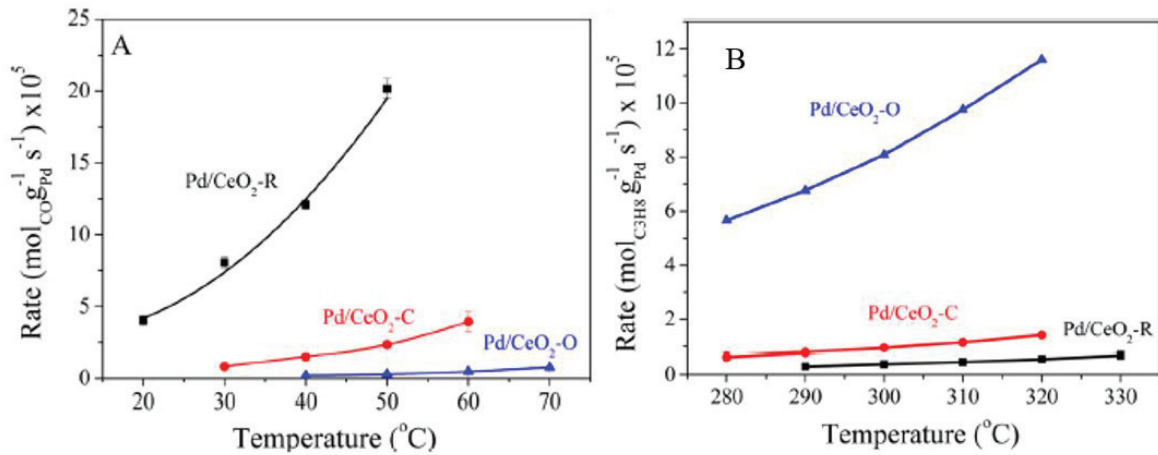 A
Rate (mol_CO g_Pd^-1 s^-1) x10^5
25
20
15
10
5
0
Pd/CeO₂-R
Pd/CeO₂-C
Pd/CeO₂-O
20 30 40 50 60 70
Temperature (°C)
B
Rate (mol_C3H8 g_Pd^-1 s^-1) x 10^5
12
10
8
6
4
2
0
Pd/CeO₂-O
Pd/CeO₂-C
Pd/CeO₂-R
280 290 300 310 320 330
Temperature (°C)